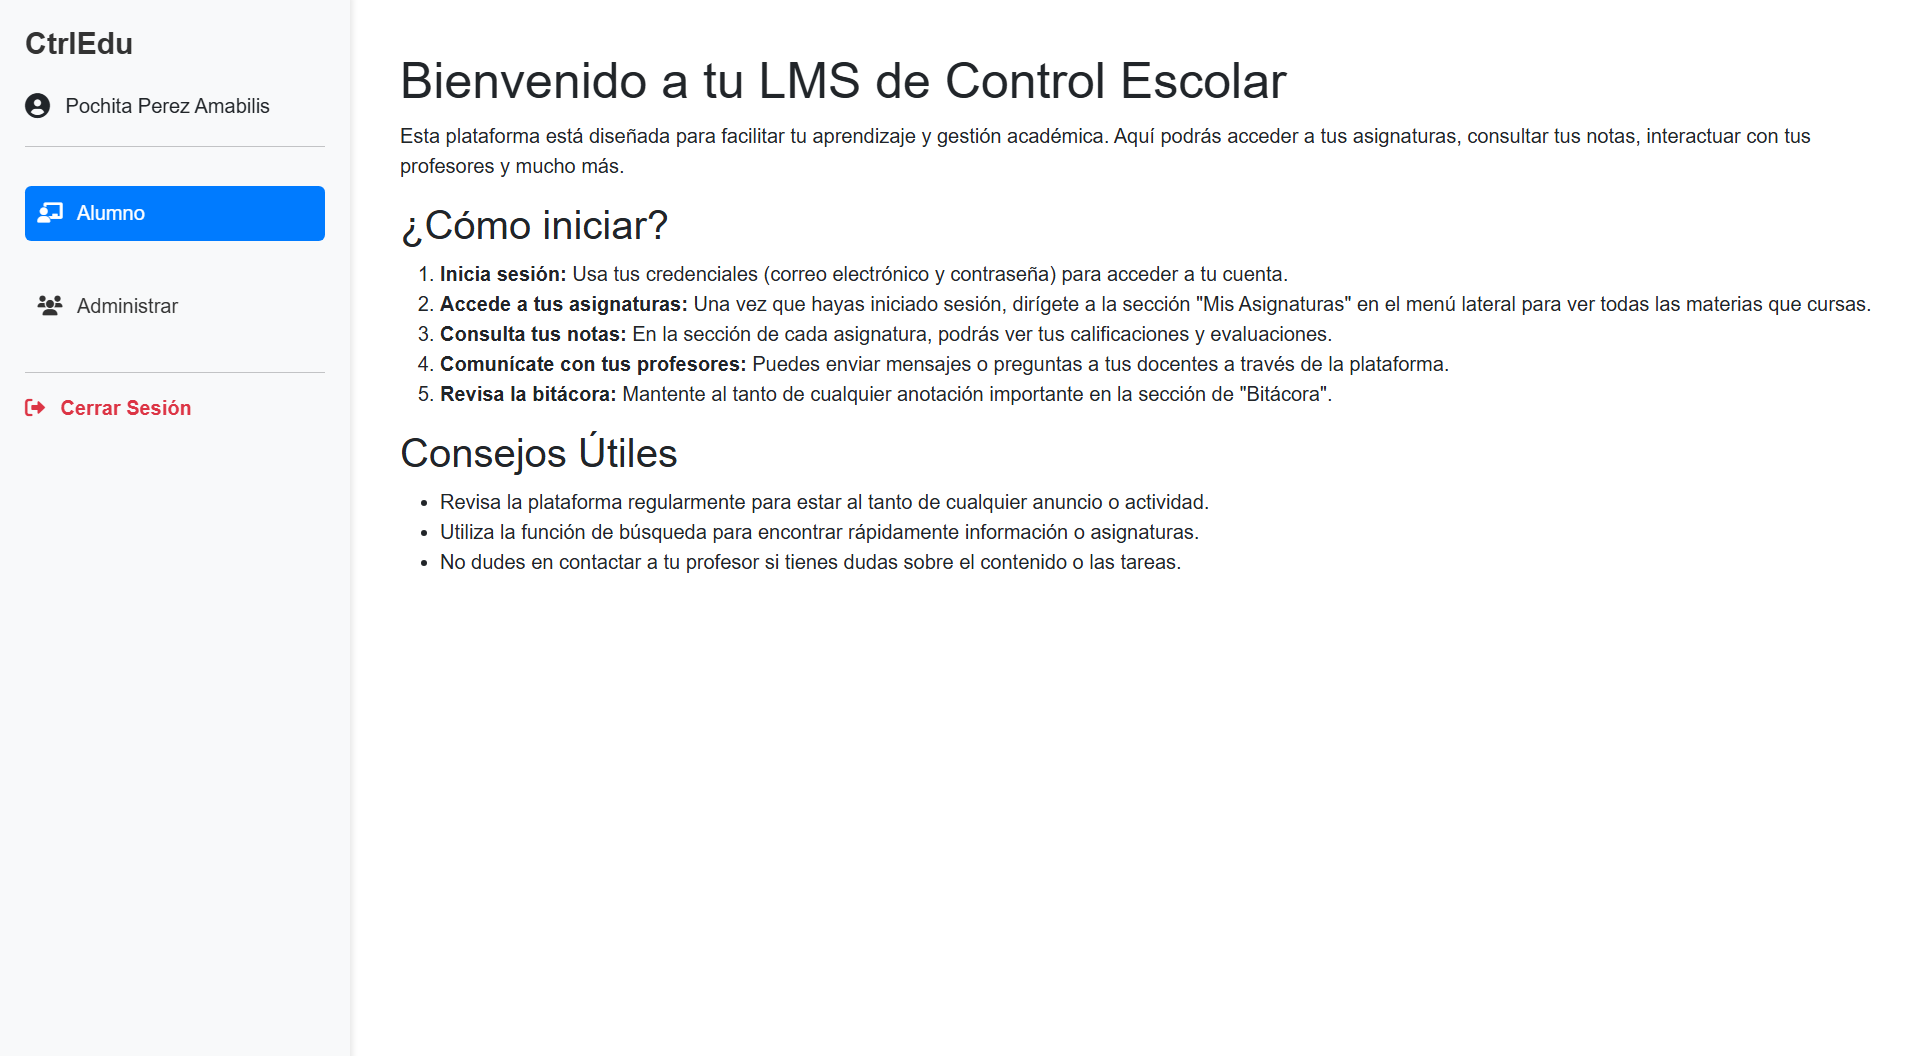 CtrlEdu
Pochita Perez Amabilis
Alumno
Administrar
Cerrar Sesión
Bienvenido a tu LMS de Control Escolar
Esta plataforma está diseñada para facilitar tu aprendizaje y gestión académica. Aquí podrás acceder a tus asignaturas, consultar tus notas, interactuar con tus
profesores y mucho más.
¿Cómo iniciar?
1. Inicia sesión: Usa tus credenciales (correo electrónico y contraseña) para acceder a tu cuenta.
2. Accede a tus asignaturas: Una vez que hayas iniciado sesión, dirígete a la sección "Mis Asignaturas" en el menú lateral para ver todas las materias que cursas.
3. Consulta tus notas: En la sección de cada asignatura, podrás ver tus calificaciones y evaluaciones.
4. Comunícate con tus profesores: Puedes enviar mensajes o preguntas a tus docentes a través de la plataforma.
5. Revisa la bitácora: Mantente al tanto de cualquier anotación importante en la sección de "Bitácora".
Consejos Útiles
• Revisa la plataforma regularmente para estar al tanto de cualquier anuncio o actividad.
• Utiliza la función de búsqueda para encontrar rápidamente información o asignaturas.
• No dudes en contactar a tu profesor si tienes dudas sobre el contenido o las tareas.